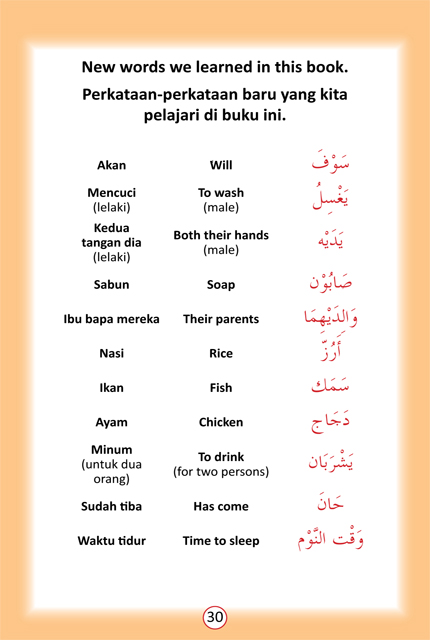 New words we learned in this book.
Perkataan-perkataan baru yang kita
pelajari di buku ini.
Akan Will سَوْفَ
Mencuci To wash يَغْسِلُ
(lelaki) (male)
Kedua
tangan dia Both their hands يَدَيْه
(lelaki) (male)
Sabun Soap صَابُوْن
Ibu bapa mereka Their parents وَالدَيْهِمَا
Nasi Rice أَرُزّ
Ikan Fish سَمَك
Ayam Chicken دَجَاج
Minum To drink يَشْرَبَان
(untuk dua (for two persons)
orang)
Sudah tiba Has come حَانَ
Waktu tidur Time to sleep وَقْت النَّوْم
30